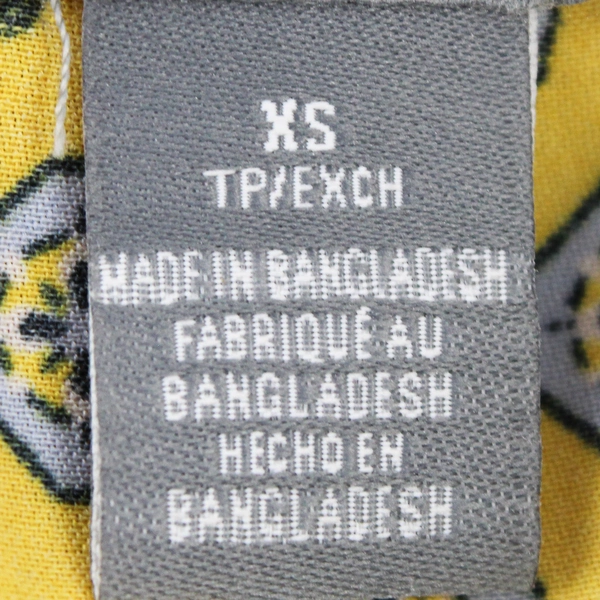 XS
TP/EXCH
MADE IN BANGLADESH
FABRIQUÉ AU
BANGLADESH
HECHO EN
BANGLADESH